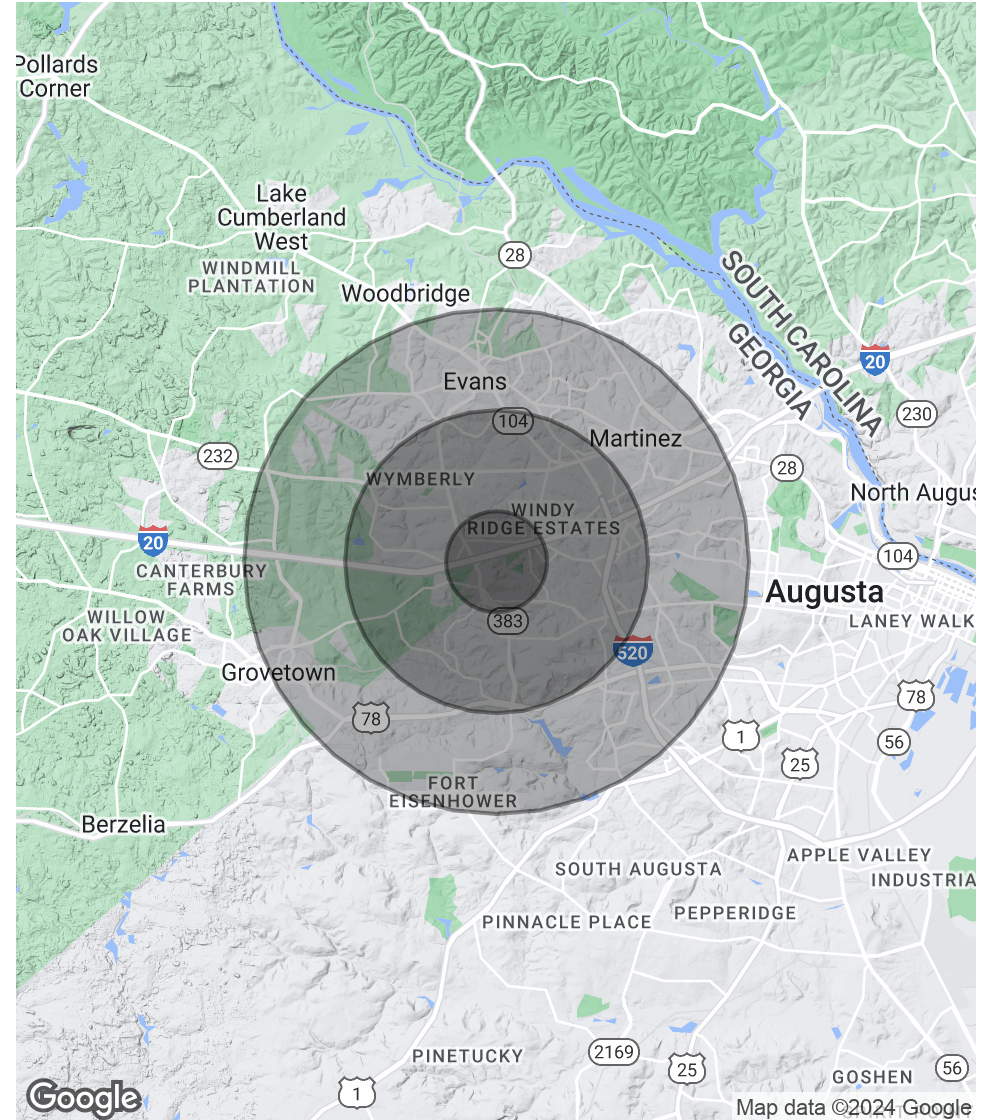 Pollards
Corner
Lake
Cumberland
West
WINDMILL
PLANTATION
28
Woodbridge
SOUTH CAROLINA
GEORGIA
20
Evans
104
230
Martinez
232
28
WYMBERLY
North Augus
WINDY
RIDGE ESTATES
20
104
CANTERBURY
FARMS
Augusta
WILLOW
OAK VILLAGE
383
LANEY WALK
520
Grovetown
78
78
1
56
25
FORT
EISENHOWER
Berzelia
APPLE VALLEY
SOUTH AUGUSTA
INDUSTRIA
PINNACLE PLACE
PEPPERIDGE
PINETUCKY
2169
25
56
GOSHEN
1
Google
Map data ©2024 Google